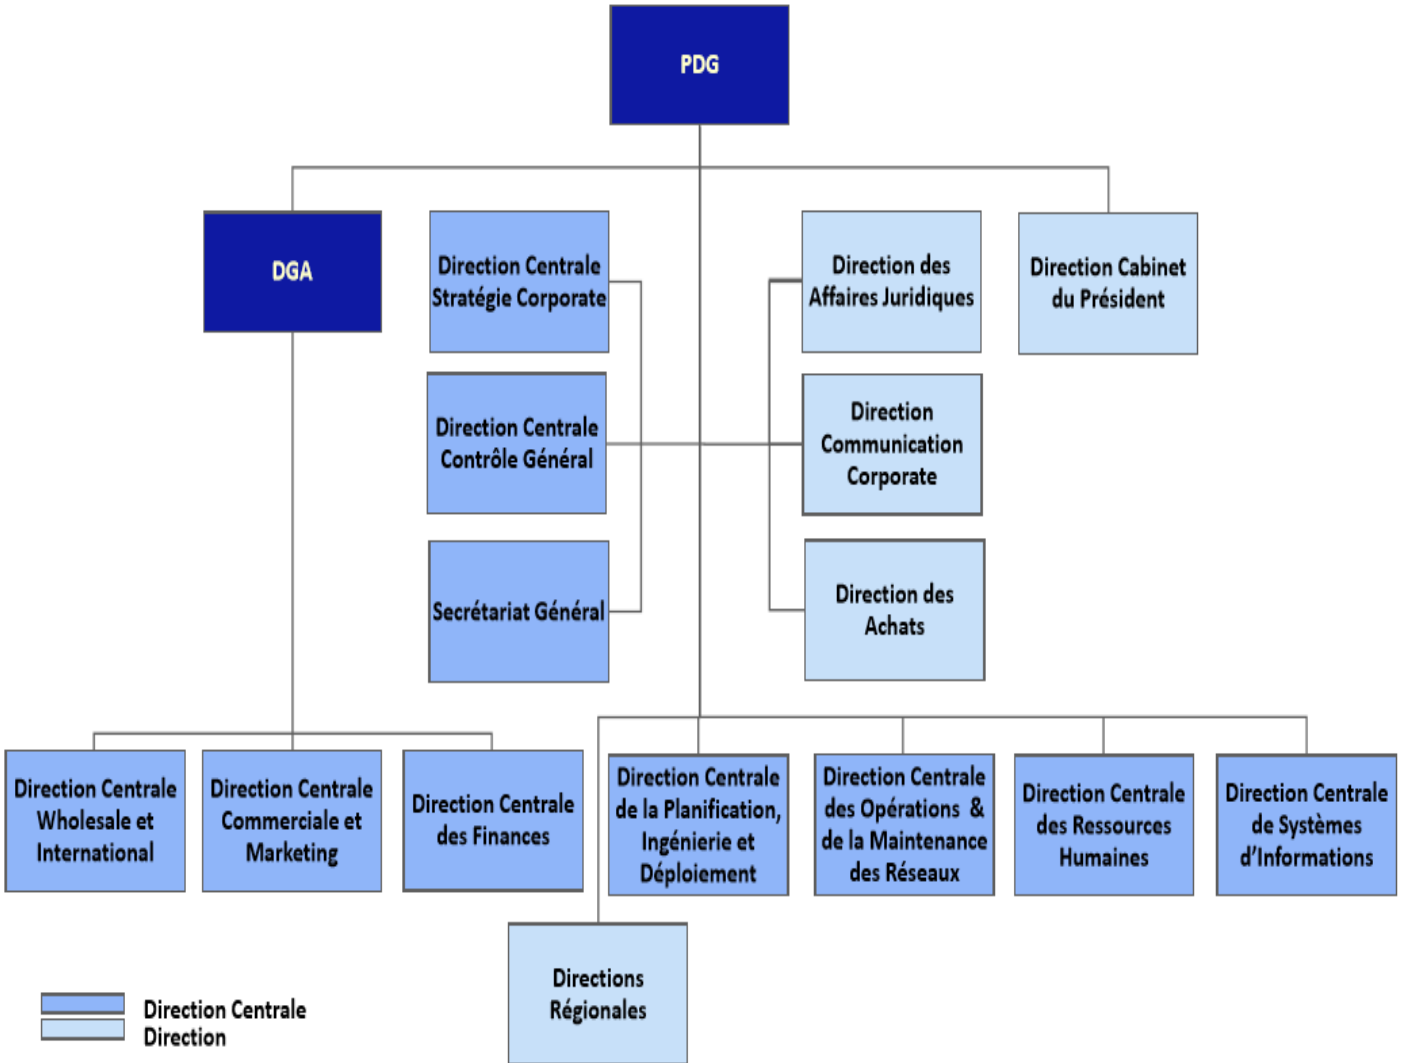 PDG
DGA
Direction Centrale
Stratégie Corporate
Direction des
Affaires Juridiques
Direction Cabinet
du Président
Direction Centrale
Contrôle Général
Direction
Communication
Corporate
Secrétariat Général
Direction des
Achats
Direction Centrale
Wholesale et
International
Direction Centrale
Commerciale et
Marketing
Direction Centrale
des Finances
Direction Centrale
de la Planification,
Ingénierie et
Déploiement
Direction Centrale
des Opérations &
de la Maintenance
des Réseaux
Direction Centrale
des Ressources
Humaines
Direction Centrale
de Systèmes
d'Informations
Directions
Régionales
Direction Centrale
Direction